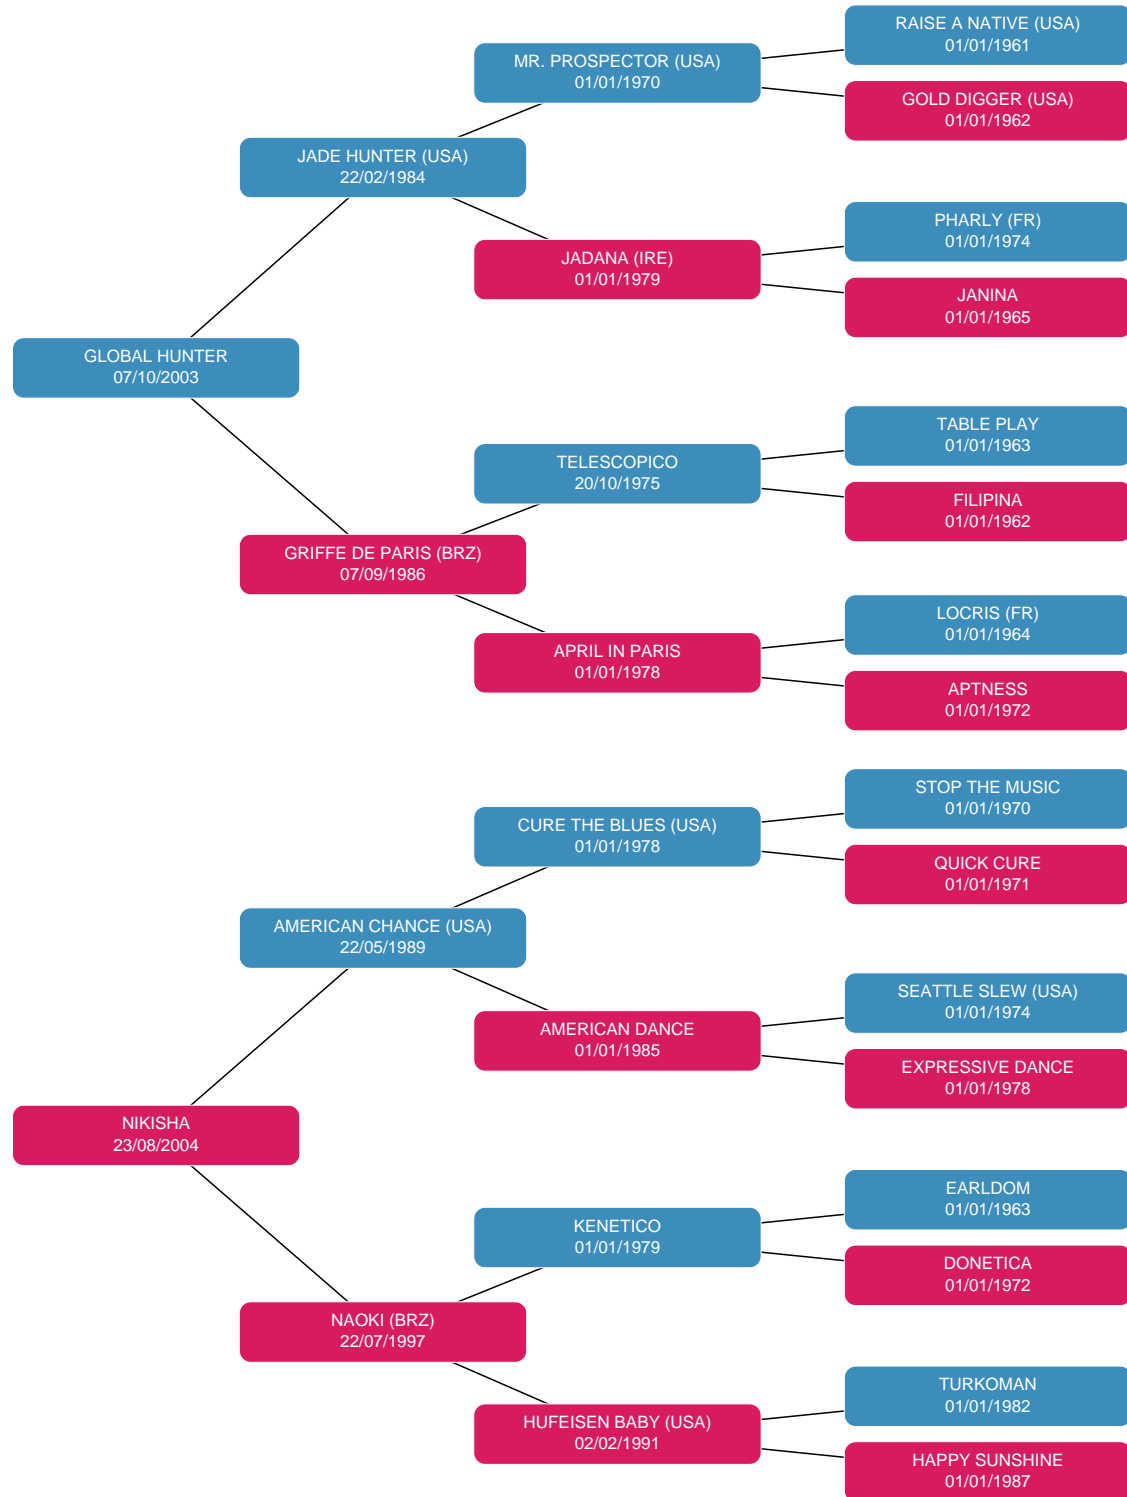 RAISE A NATIVE (USA)
01/01/1961
MR. PROSPECTOR (USA)
01/01/1970
GOLD DIGGER (USA)
01/01/1962
JADE HUNTER (USA)
22/02/1984
PHARLY (FR)
01/01/1974
JADANA (IRE)
01/01/1979
JANINA
01/01/1965
GLOBAL HUNTER
07/10/2003
TABLE PLAY
01/01/1963
TELESCOPICO
20/10/1975
FILIPINA
01/01/1962
GRIFFE DE PARIS (BRZ)
07/09/1986
LOCRIS (FR)
01/01/1964
APRIL IN PARIS
01/01/1978
APTNESS
01/01/1972
STOP THE MUSIC
01/01/1970
CURE THE BLUES (USA)
01/01/1978
QUICK CURE
01/01/1971
AMERICAN CHANCE (USA)
22/05/1989
SEATTLE SLEW (USA)
01/01/1974
AMERICAN DANCE
01/01/1985
EXPRESSIVE DANCE
01/01/1978
NIKISHA
23/08/2004
EARLDOM
01/01/1963
KENETICO
01/01/1979
DONETICA
01/01/1972
NAOKI (BRZ)
22/07/1997
TURKOMAN
01/01/1982
HUFEISEN BABY (USA)
02/02/1991
HAPPY SUNSHINE
01/01/1987